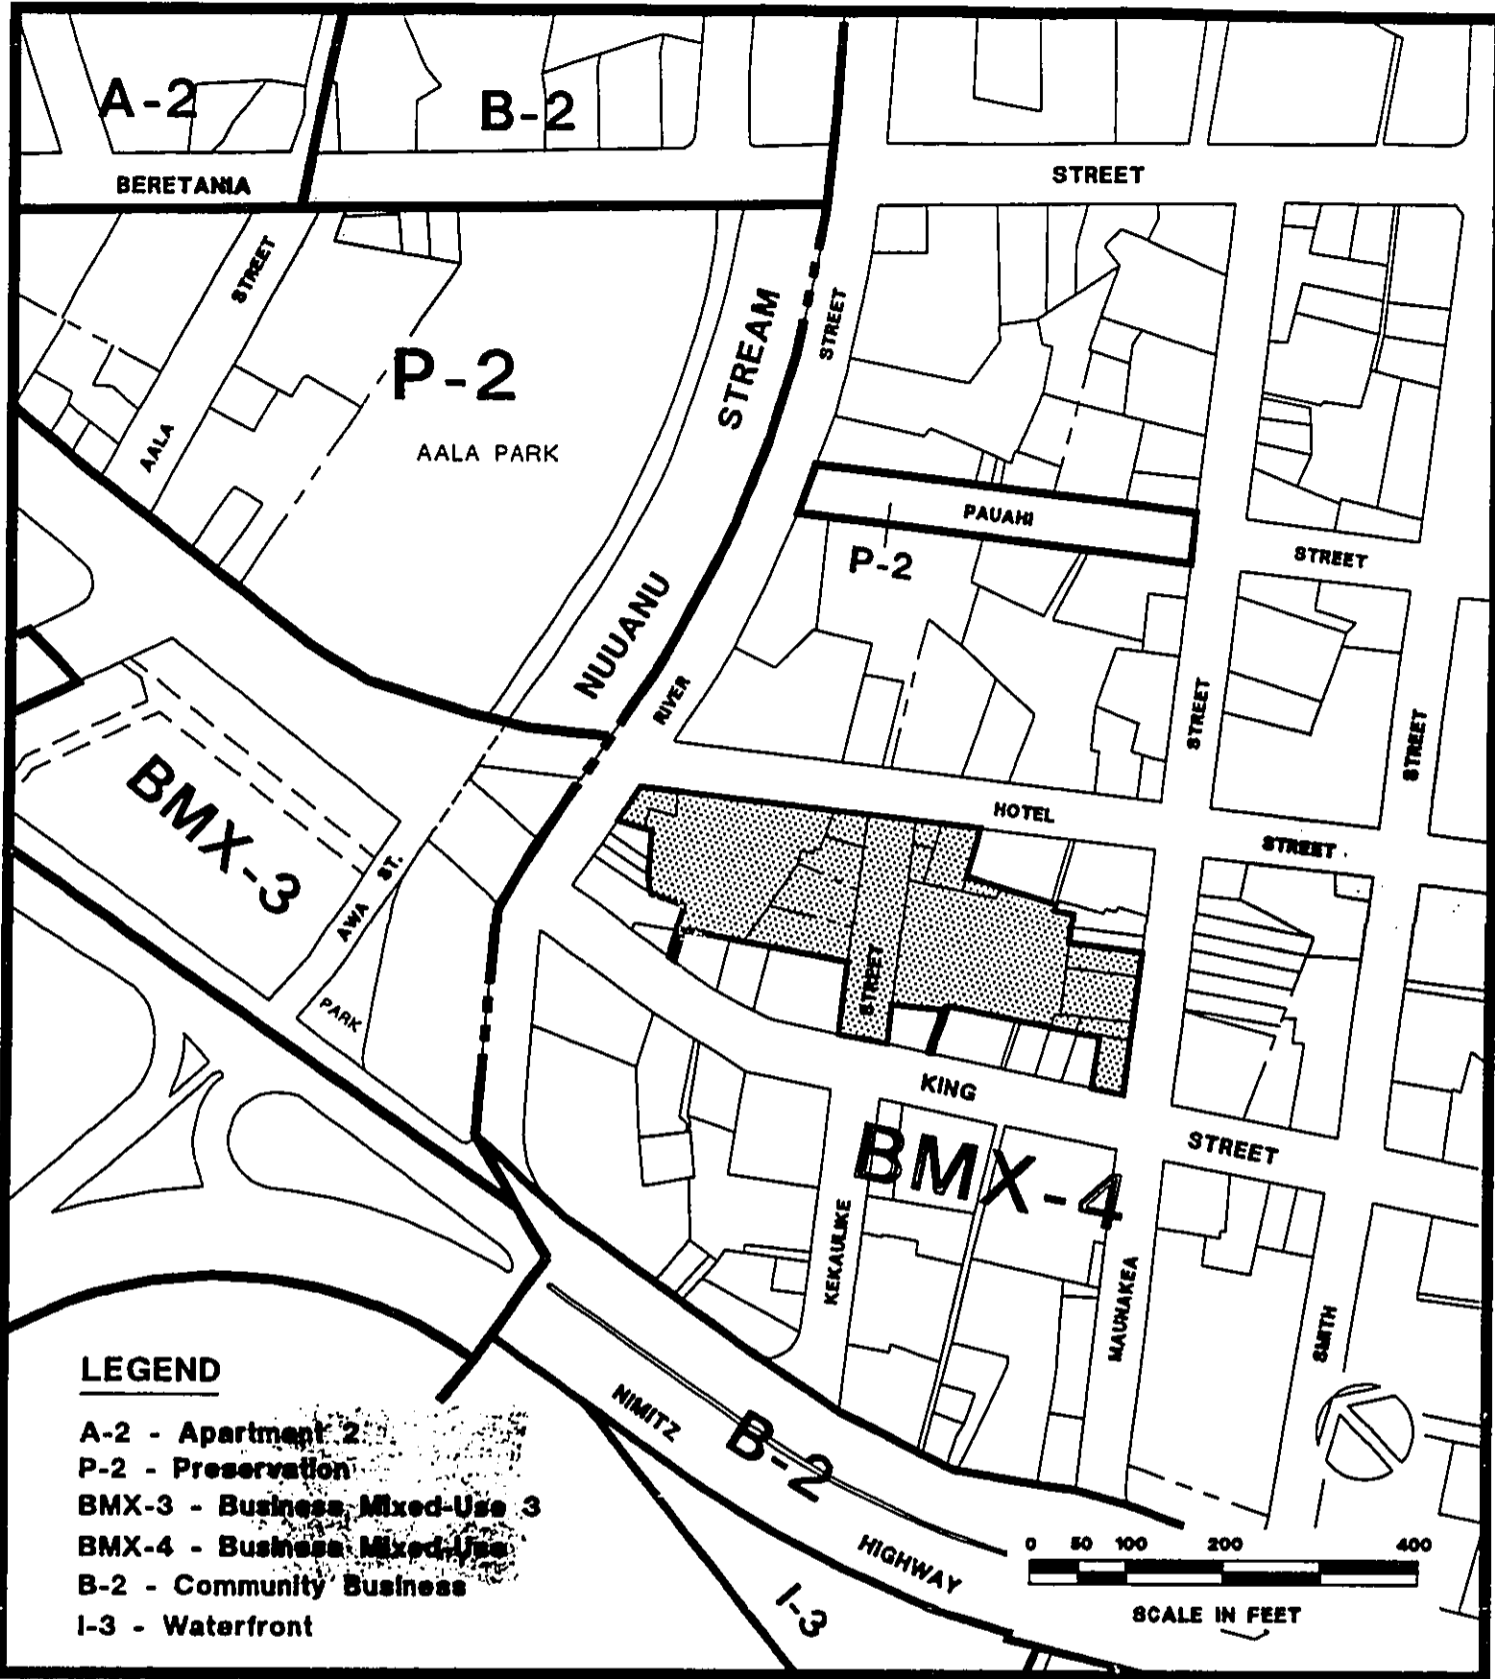 A-2
B-2
BERETANIA
STREET
STREET
STREAM
STREET
P-2
AALA
AALA PARK
PAUAHI
STREET
P-2
NUUANU
RIVER
STREET
STREET
BMX-3
HOTEL
STREET
AWA ST.
STREET
PARK
KING
STREET
BMX-4
KEKAULIKE
MAUNAKEA
SMITH
LEGEND
A-2 - Apartment 2
P-2 - Preservation
BMX-3 - Business Mixed-Use 3
BMX-4 - Business Mixed-Use
B-2 - Community Business
I-3 - Waterfront
NIMITZ
B-2
HIGHWAY
I-3
0 50 100 200 400
SCALE IN FEET